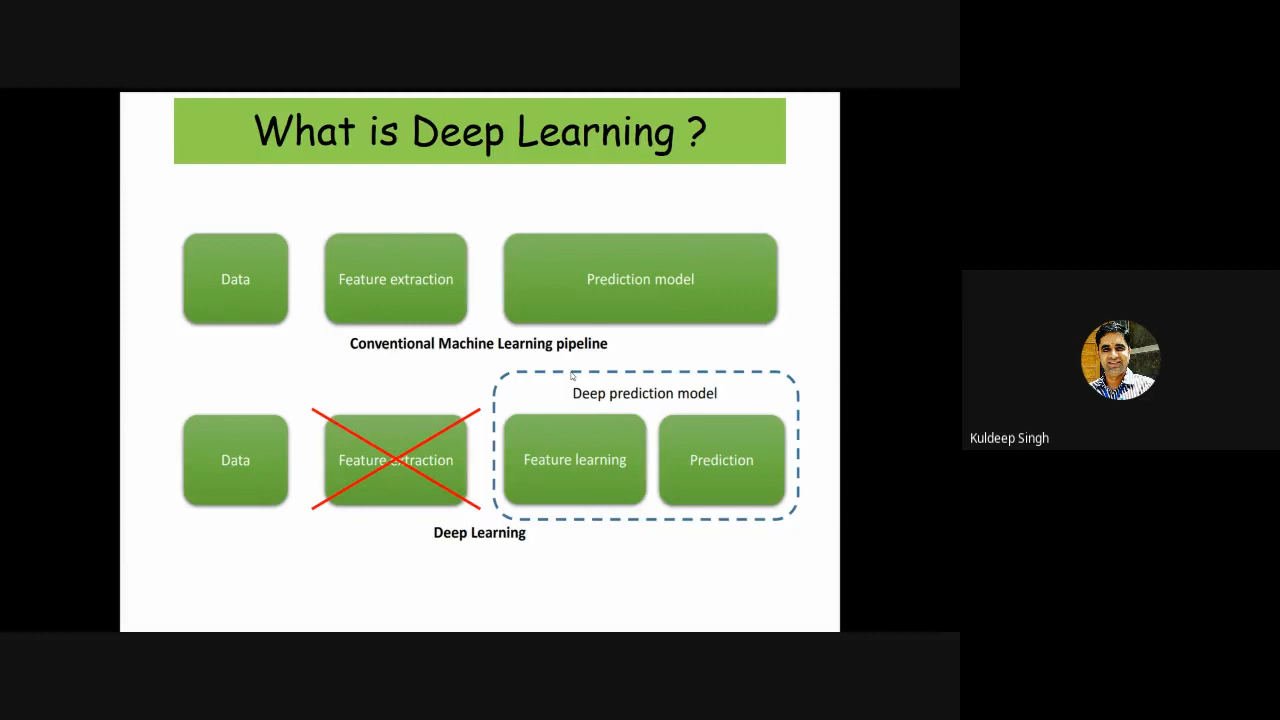 What is Deep Learning ?
Data
Feature extraction
Prediction model
Conventional Machine Learning pipeline
Deep prediction model
Data
Feature extraction
Feature learning
Prediction
Deep Learning
Kuldeep Singh